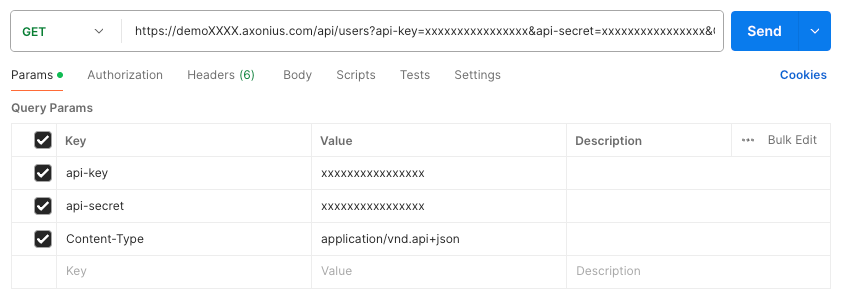 GET https://demoXXXX.axonius.com/api/users?api-key=xxxxxxxxxxxxxxxx&api-secret=xxxxxxxxxxxxxxxx& Send
Params Authorization Headers (6) Body Scripts Tests Settings Cookies
Query Params
Key Value Description Bulk Edit
api-key xxxxxxxxxxxxxxxx
api-secret xxxxxxxxxxxxxxxx
Content-Type application/vnd.api+json
Key Value Description